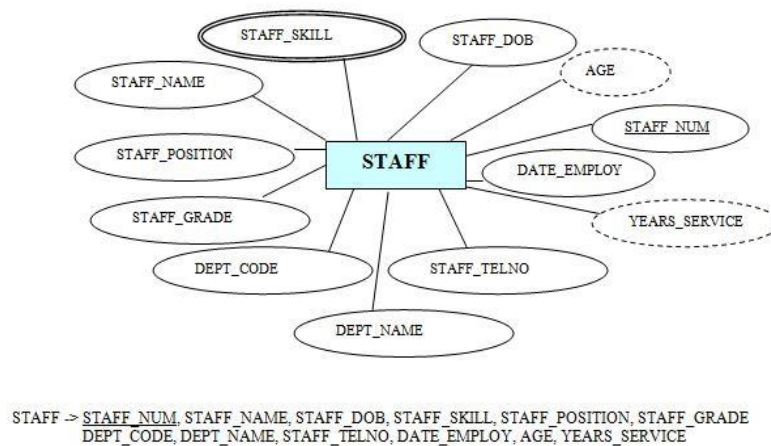 STAFF_SKILL
STAFF_DOB
AGE
STAFF_NAME
STAFF_NUM
STAFF_POSITION
STAFF
DATE_EMPLOY
STAFF_GRADE
YEARS_SERVICE
DEPT_CODE
STAFF_TELNO
DEPT_NAME
STAFF -> STAFF_NUM, STAFF_NAME, STAFF_DOB, STAFF_SKILL, STAFF_POSITION, STAFF_GRADE
DEPT_CODE, DEPT_NAME, STAFF_TELNO, DATE_EMPLOY, AGE, YEARS_SERVICE